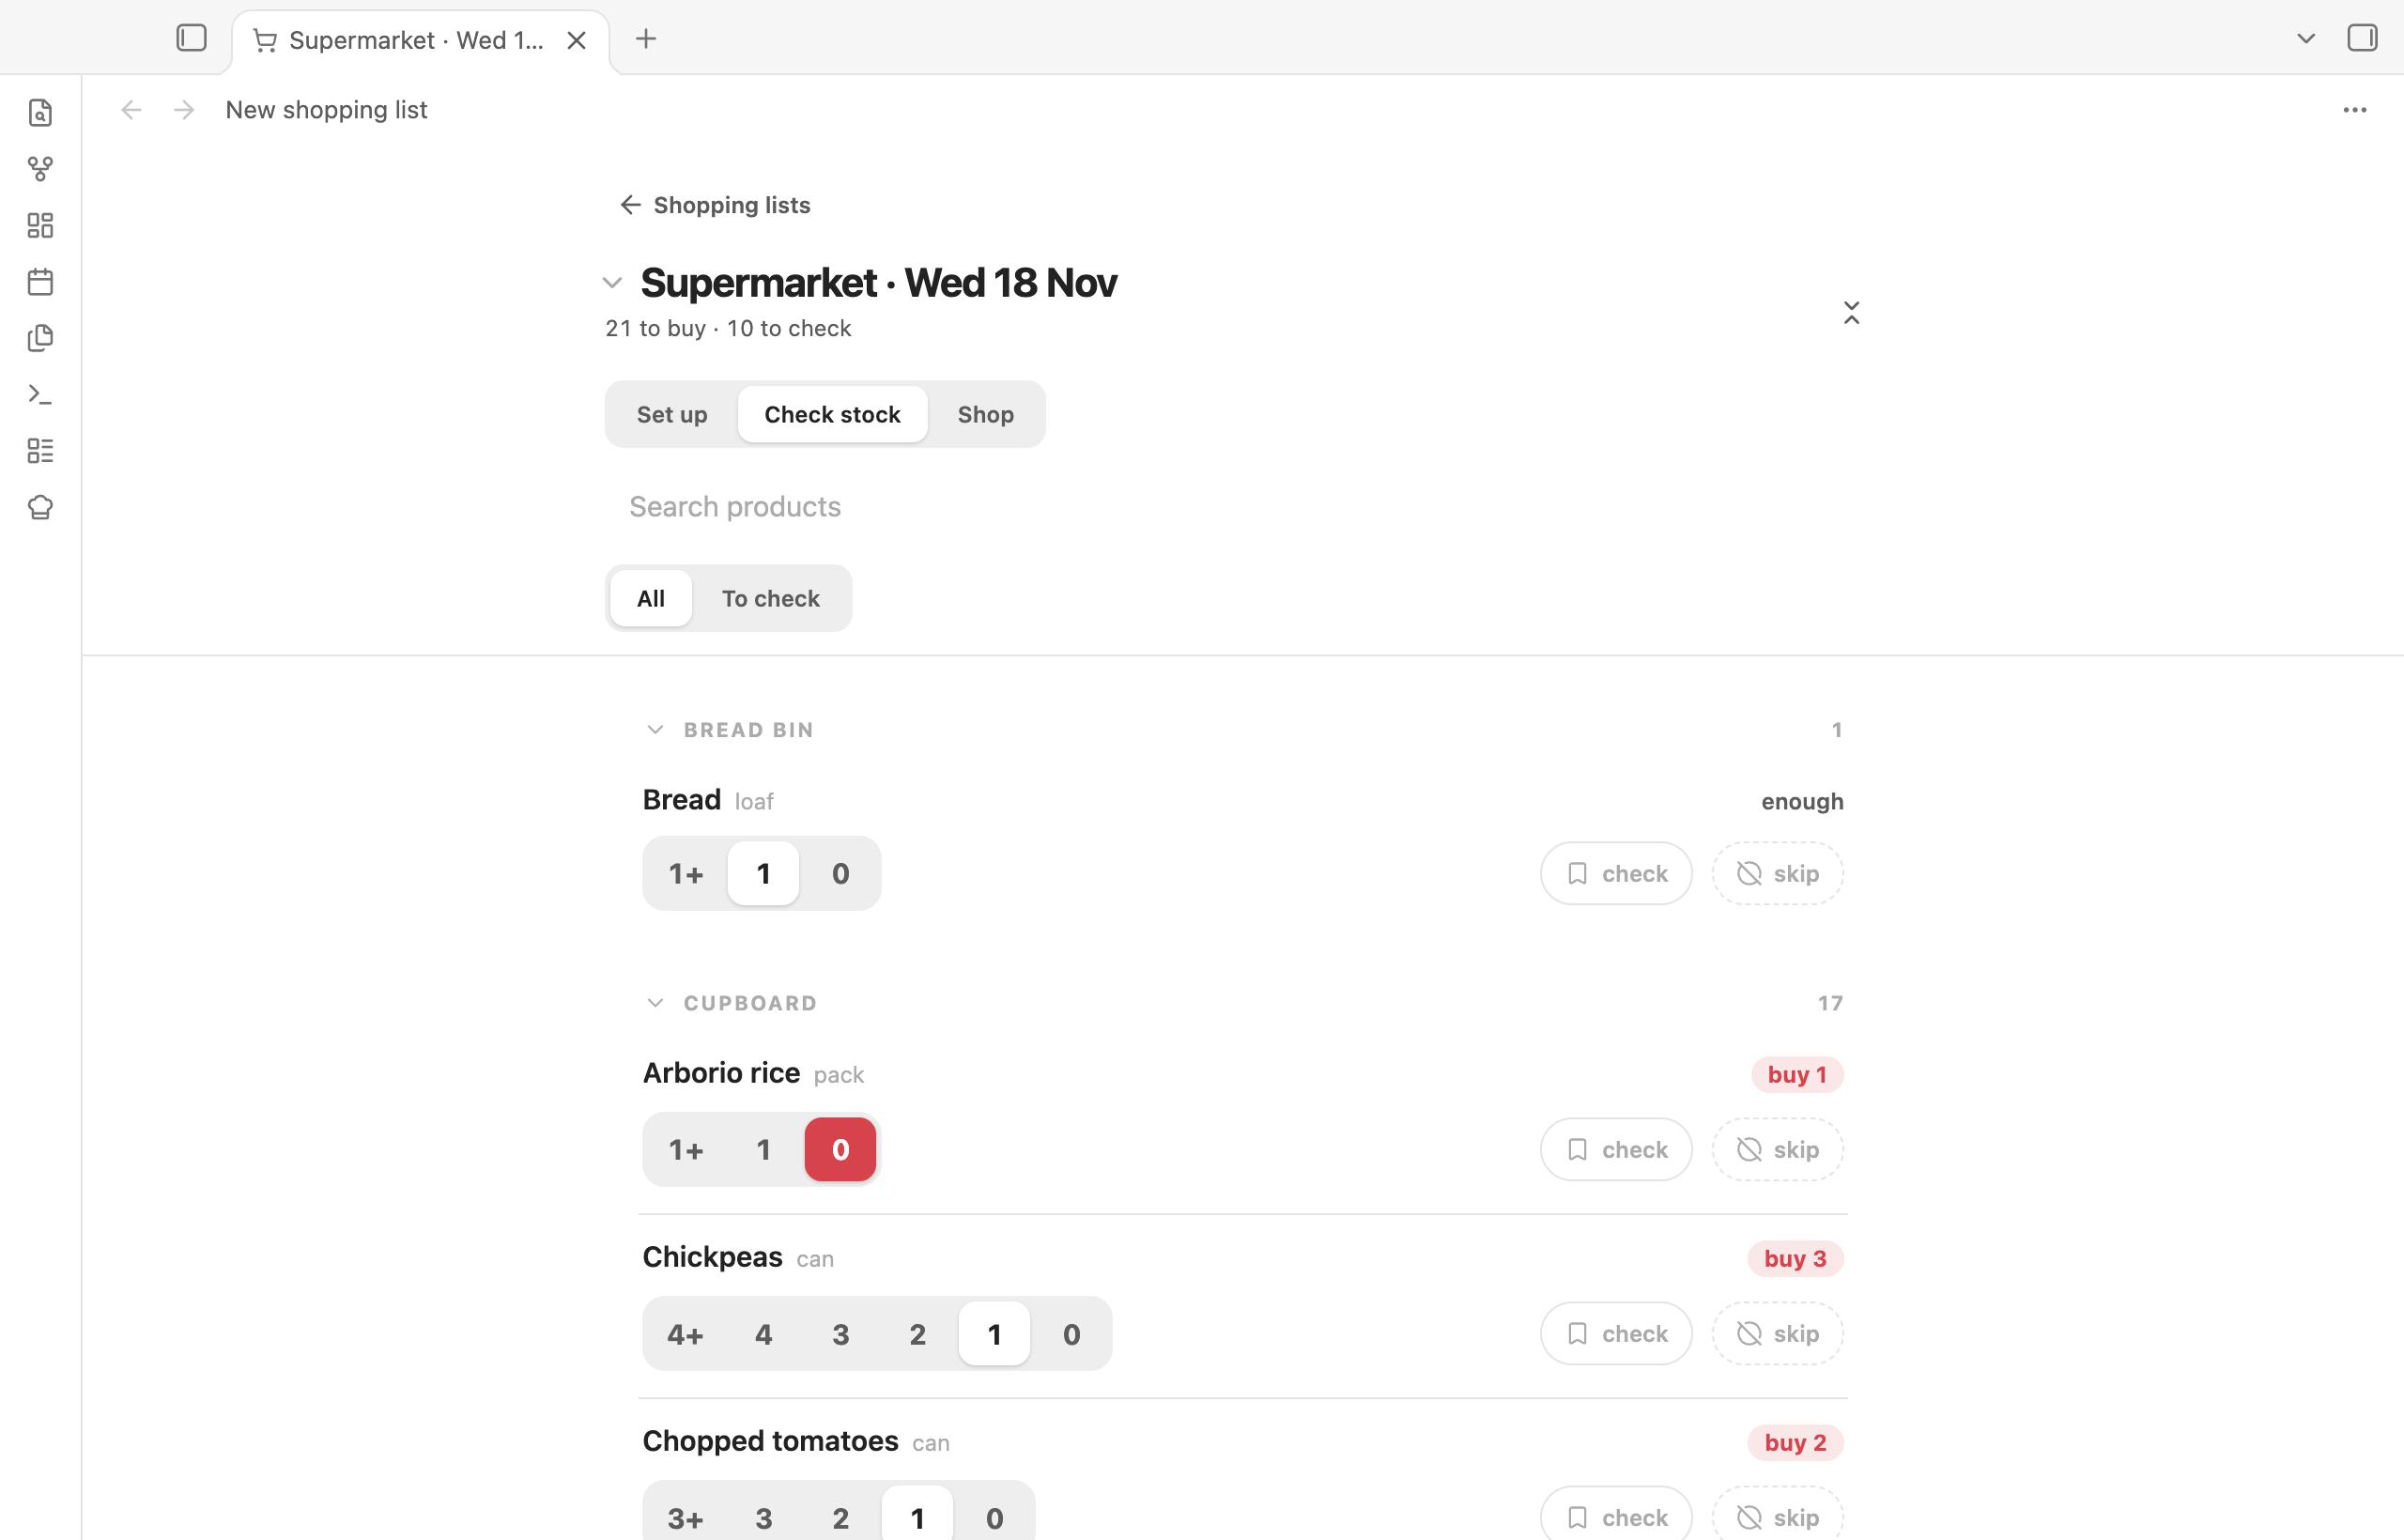 Supermarket · Wed 1...
New shopping list
Shopping lists
Supermarket · Wed 18 Nov
21 to buy · 10 to check
Set up Check stock Shop
Search products
All To check
BREAD BIN 1
Bread loaf enough
1+ 1 0 check skip
CUPBOARD 17
Arborio rice pack buy 1
1+ 1 0 check skip
Chickpeas can buy 3
4+ 4 3 2 1 0 check skip
Chopped tomatoes can buy 2
3+ 3 2 1 0 check skip